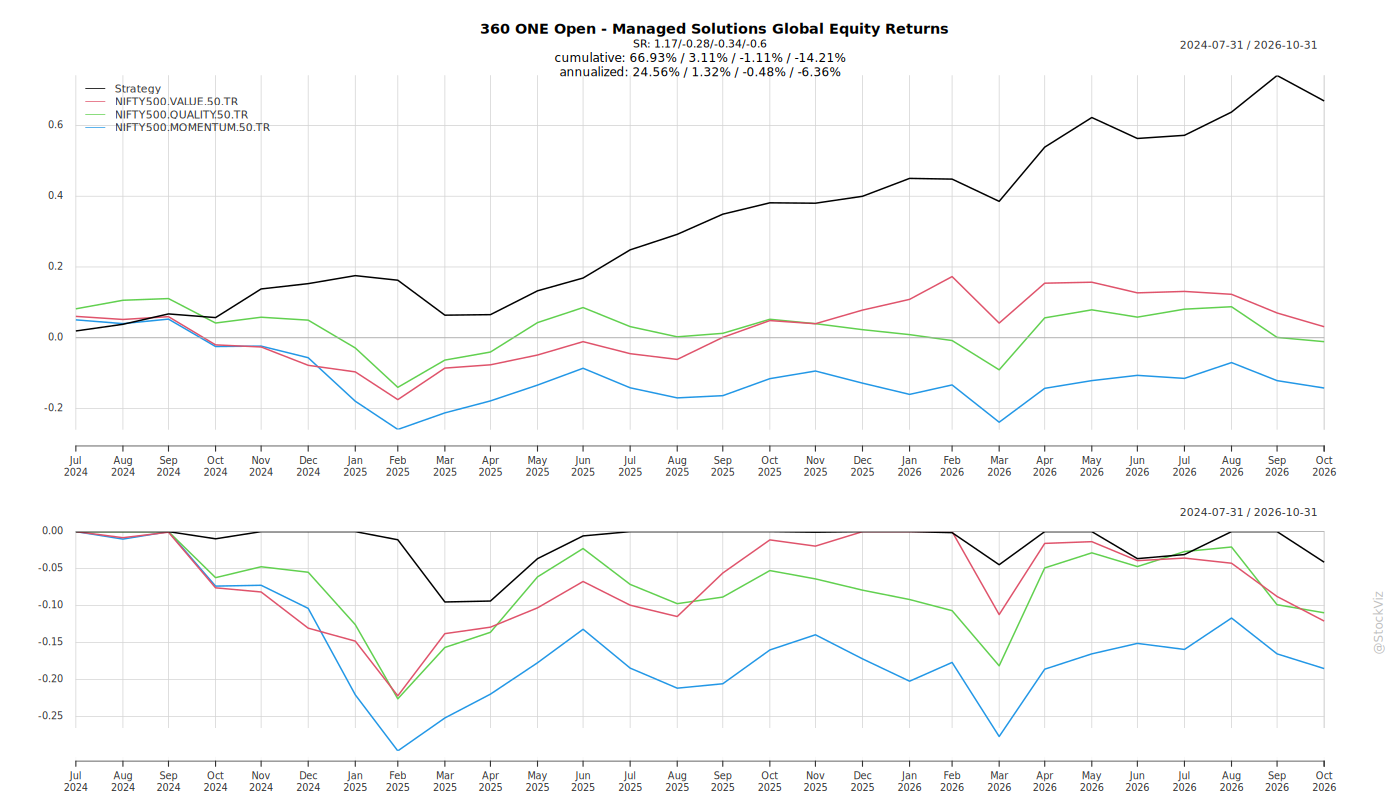 360 ONE Open - Managed Solutions Global Equity Returns
SR: 1.17/-0.28/-0.34/-0.6
cumulative: 66.93% / 3.11% / -1.11% / -14.21%
annualized: 24.56% / 1.32% / -0.48% / -6.36%
2024-07-31 / 2026-10-31
Strategy
NIFTY500.VALUE.50.TR
NIFTY500.QUALITY.50.TR
NIFTY500.MOMENTUM.50.TR
0.6
0.4
0.2
0.0
-0.2
Jul Aug Sep Oct Nov Dec Jan Feb Mar Apr May Jun Jul Aug Sep Oct Nov Dec Jan Feb Mar Apr May Jun Jul Aug Sep Oct
2024 2024 2024 2024 2024 2024 2025 2025 2025 2025 2025 2025 2025 2025 2025 2025 2025 2025 2026 2026 2026 2026 2026 2026 2026 2026 2026 2026
2024-07-31 / 2026-10-31
0.00
-0.05
-0.10
-0.15
-0.20
-0.25
Jul Aug Sep Oct Nov Dec Jan Feb Mar Apr May Jun Jul Aug Sep Oct Nov Dec Jan Feb Mar Apr May Jun Jul Aug Sep Oct
2024 2024 2024 2024 2024 2024 2025 2025 2025 2025 2025 2025 2025 2025 2025 2025 2025 2025 2026 2026 2026 2026 2026 2026 2026 2026 2026 2026
@StockViz